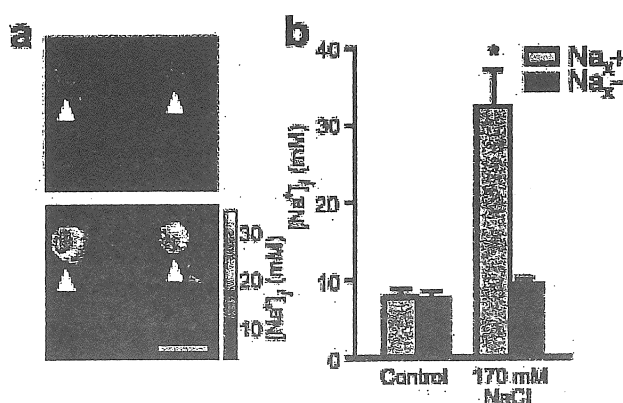 a
30
20
10
[Na⁺]ᵢ (mM)
b
40
30
20
10
0
[Na⁺]ᵢ (mM)
*
Naₓ+
Naₓ-
Control
170 mM
NaCl